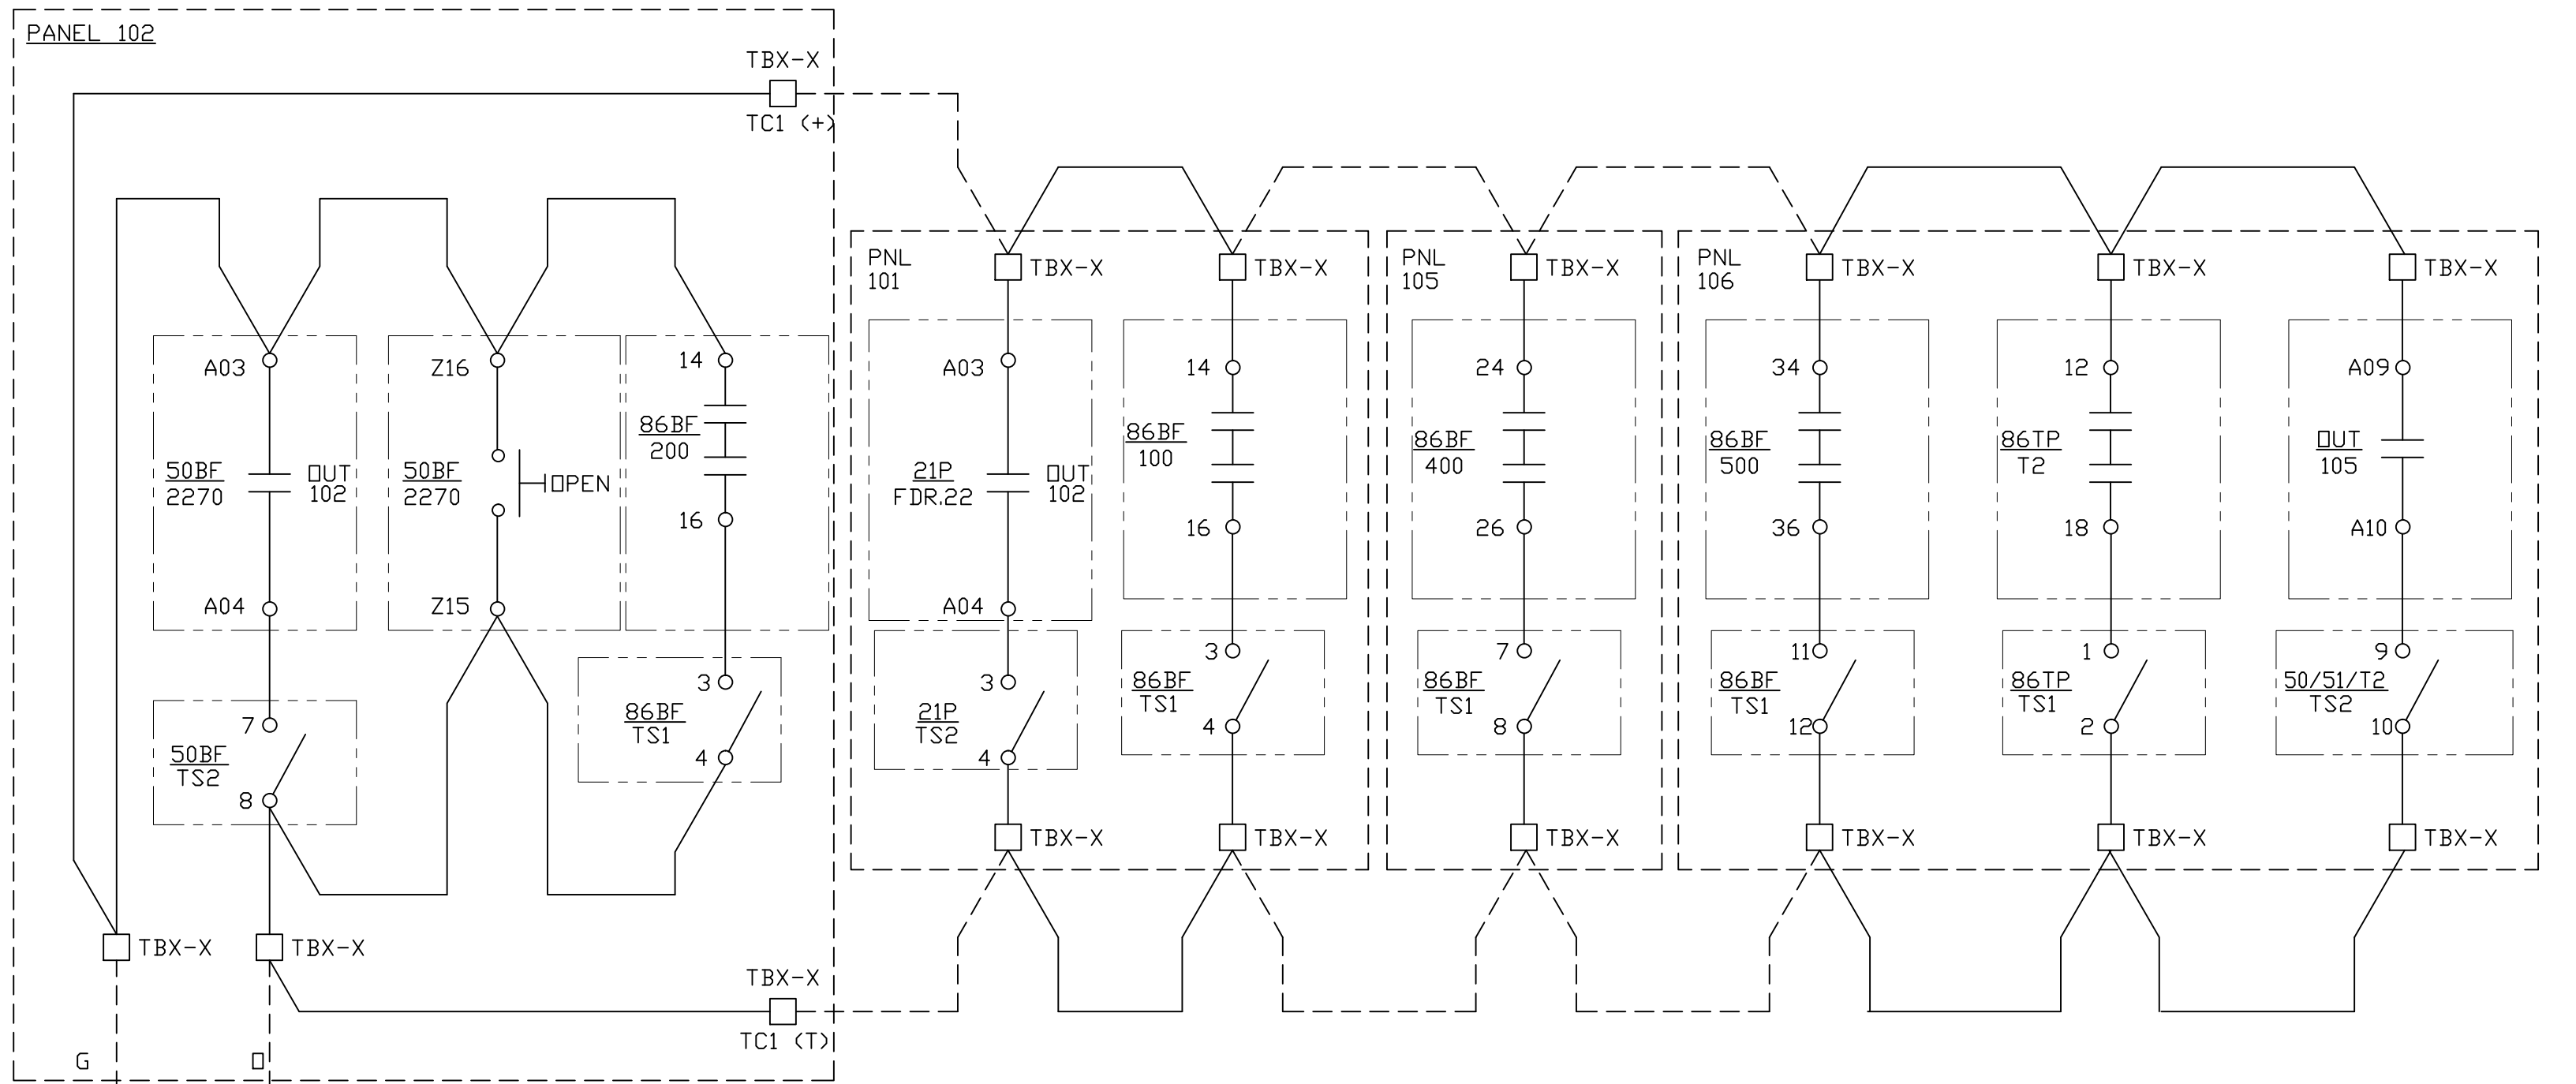 PANEL 102
TBX-X
TC1 (+)
A03
50BF
2270
OUT
102
A04
7
50BF
TS2
8
Z16
50BF
2270
OPEN
Z15
14
86BF
200
16
3
86BF
TS1
4
TBX-X
TBX-X
TBX-X
TC1 (T)
G
O
PNL
101
TBX-X
A03
21P
FDR.22
OUT
102
A04
3
21P
TS2
4
TBX-X
TBX-X
14
86BF
100
16
3
86BF
TS1
4
TBX-X
PNL
105
TBX-X
24
86BF
400
26
7
86BF
TS1
8
TBX-X
PNL
106
TBX-X
34
86BF
500
36
11
86BF
TS1
12
TBX-X
TBX-X
12
86TP
T2
18
1
86TP
TS1
2
TBX-X
TBX-X
A09
OUT
105
A10
9
50/51/T2
TS2
10
TBX-X